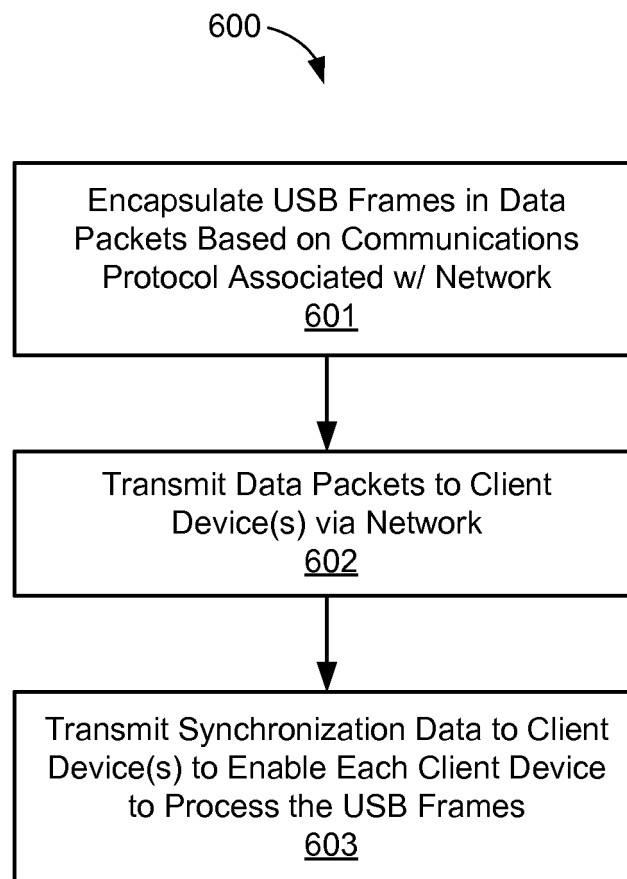 600
Encapsulate USB Frames in Data
Packets Based on Communications
Protocol Associated w/ Network
601
Transmit Data Packets to Client
Device(s) via Network
602
Transmit Synchronization Data to Client
Device(s) to Enable Each Client Device
to Process the USB Frames
603